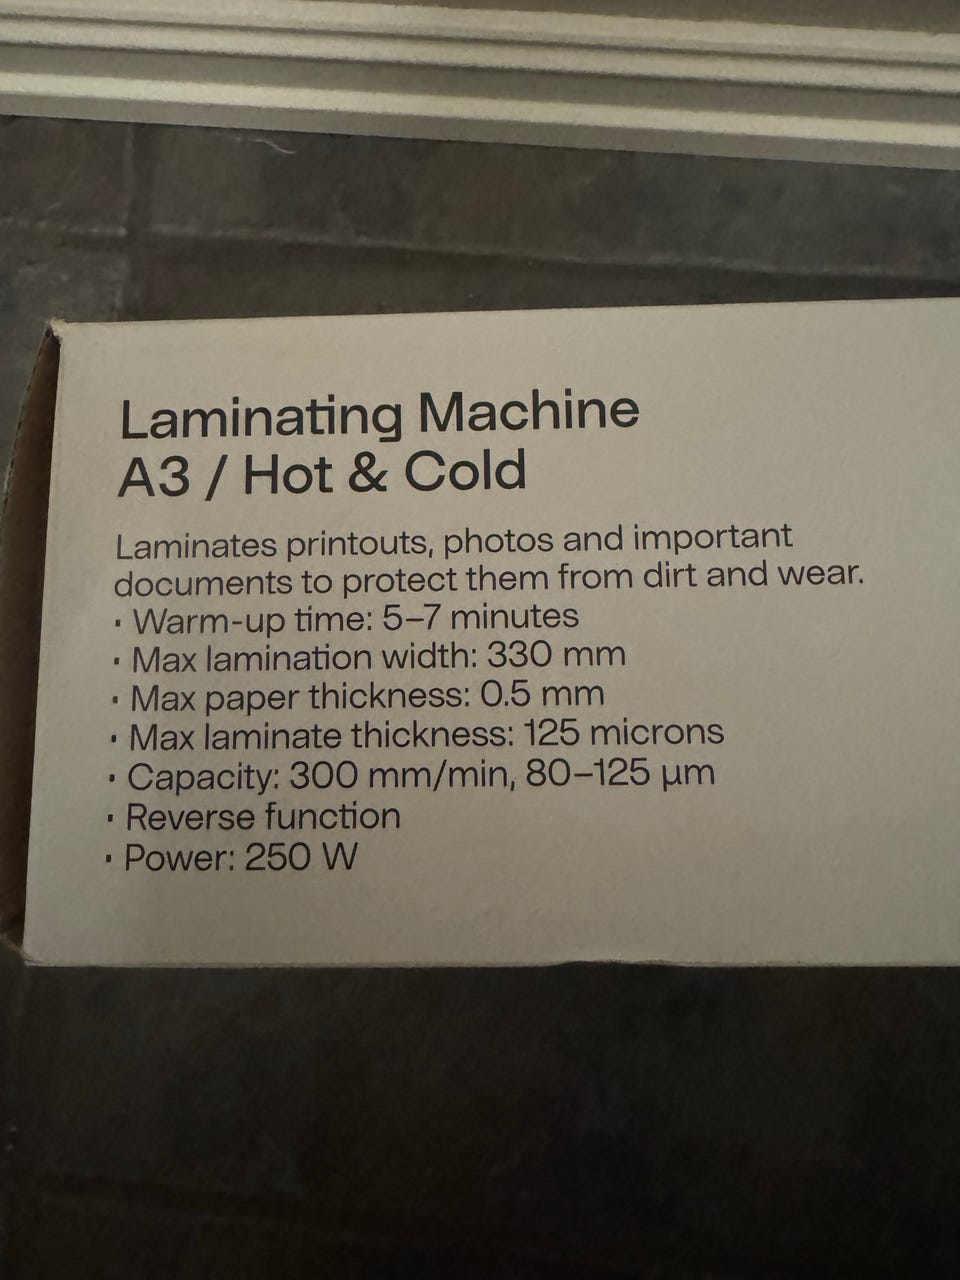 Laminating Machine
A3 / Hot & Cold
Laminates printouts, photos and important
documents to protect them from dirt and wear.
· Warm-up time: 5–7 minutes
· Max lamination width: 330 mm
· Max paper thickness: 0.5 mm
· Max laminate thickness: 125 microns
· Capacity: 300 mm/min, 80–125 μm
· Reverse function
· Power: 250 W